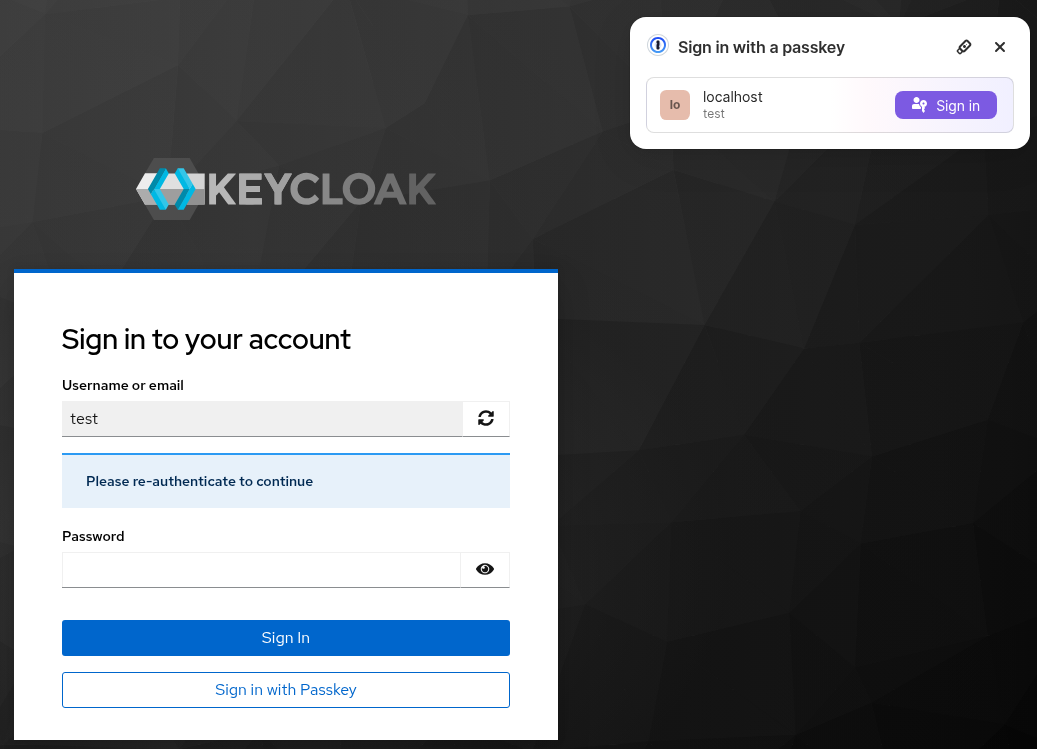 Sign in with a passkey
lo
localhost
test
Sign in
KEYCLOAK
Sign in to your account
Username or email
test
Please re-authenticate to continue
Password
Sign In
Sign in with Passkey